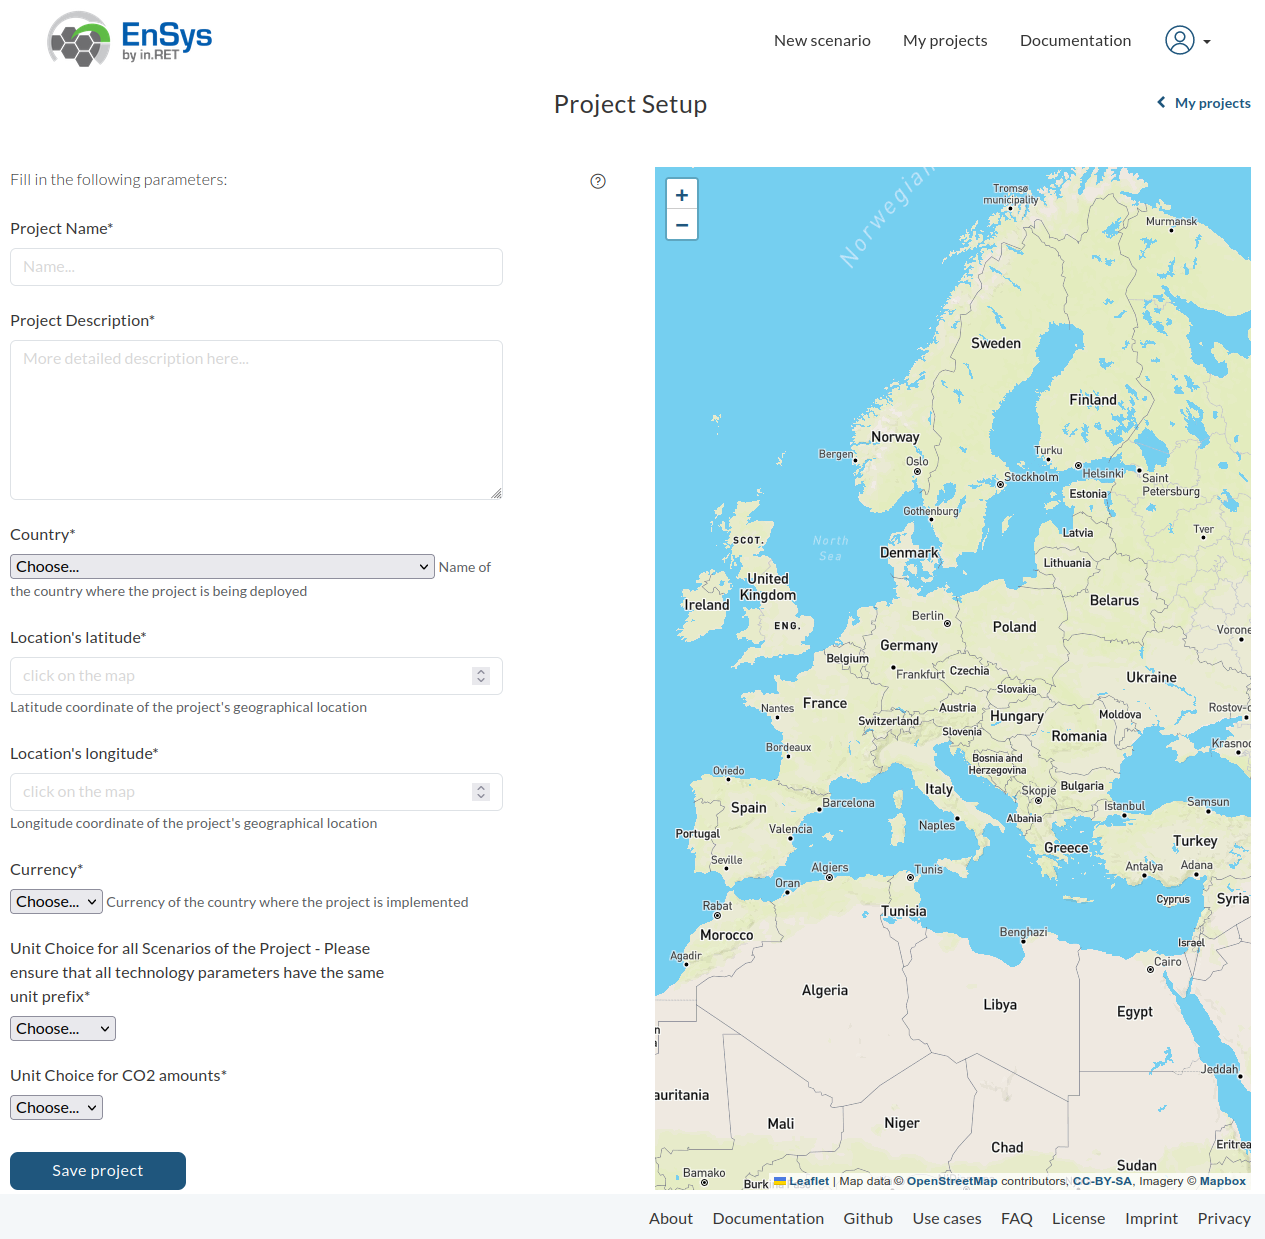 EnSys
by in.RET
New scenario
My projects
Documentation
Project Setup
My projects
Fill in the following parameters:
Project Name*
Name...
Project Description*
More detailed description here...
Country*
Choose... Name of
the country where the project is being deployed
Location's latitude*
click on the map
Latitude coordinate of the project's geographical location
Location's longitude*
click on the map
Longitude coordinate of the project's geographical location
Currency*
Choose... Currency of the country where the project is implemented
Unit Choice for all Scenarios of the Project - Please
ensure that all technology parameters have the same
unit prefix*
Choose...
Unit Choice for CO2 amounts*
Choose...
Save project
+
−
Norwegian
Tromsø
municipality
Murmansk
Sweden
Finland
Norway
Bergen
Oslo
Turku
Helsinki
Stockholm
Saint
Petersburg
Estonia
Gothenburg
Tver
Latvia
SCOT.
North
Sea
Denmark
Lithuania
United
Kingdom
Ireland
Belarus
Berlin
Poland
ENG.
Vorone
Germany
Belgium
Frankfurt
Czechia
Ukraine
Slovakia
France
Nantes
Austria
Rostov-
Switzerland
Hungary
Moldova
Slovenia
Romania
Bordeaux
Krasnod
Bosnia and
Herzegovina
Oviedo
Italy
Skopje
Bulgaria
Spain
Barcelona
Istanbul
Samsun
Portugal
Valencia
Naples
Albania
Greece
Turkey
Seville
Algiers
Tunis
Antalya
Adana
Oran
Cyprus
Syria
Rabat
Tunisia
Morocco
Benghazi
Israel
Agadir
Cairo
Algeria
Libya
Egypt
Jeddah
auritania
Mali
Niger
Chad
Eritrea
Sudan
Bamako
Burk
Leaflet | Map data © OpenStreetMap contributors, CC-BY-SA, Imagery © Mapbox
About
Documentation
Github
Use cases
FAQ
License
Imprint
Privacy